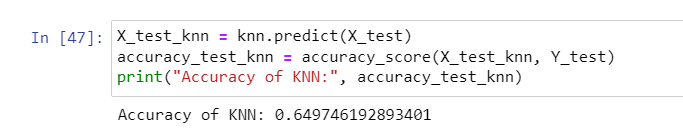 In [47]: X_test_knn = knn.predict(X_test)
accuracy_test_knn = accuracy_score(X_test_knn, Y_test)
print("Accuracy of KNN:", accuracy_test_knn)
Accuracy of KNN: 0.649746192893401